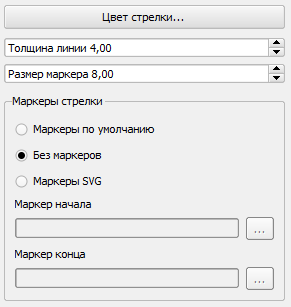 Цвет стрелки...
Толщина линии 4,00
Размер маркера 8,00
Маркеры стрелки
Маркеры по умолчанию
Без маркеров
Маркеры SVG
Маркер начала
...
Маркер конца
...